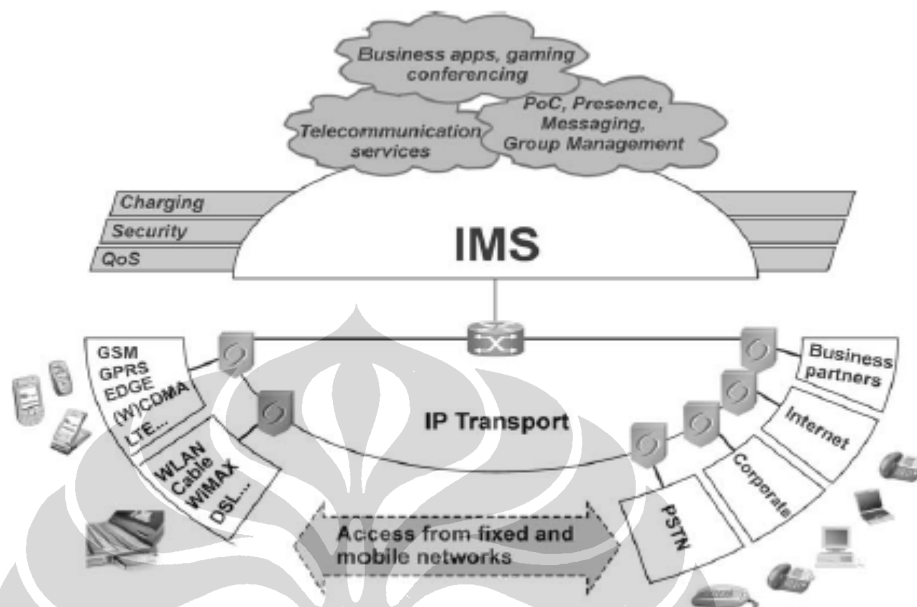 Business apps, gaming
conferencing
PoC, Presence,
Messaging,
Group Management
Telecommunication
services
Charging
Security
QoS
IMS
GSM
GPRS
EDGE
(W)CDMA
LTE...
WLAN
Cable
WiMAX
DSL...
IP Transport
Business
partners
Internet
Corporate
PSTN
Access from fixed and
mobile networks